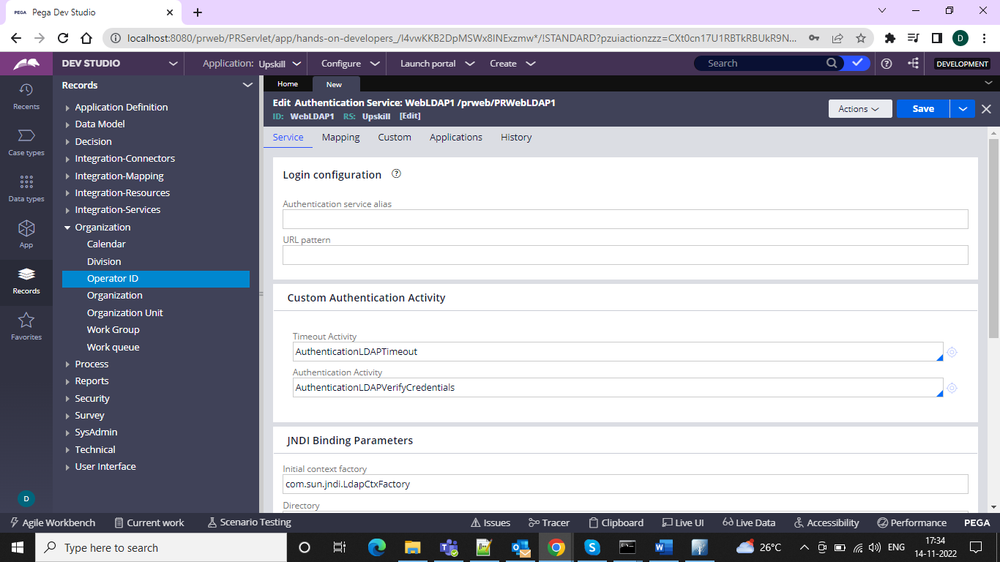 PEGA Pega Dev Studio
localhost:8080/prweb/PRServlet/app/hands-on-developers_/I4vwKKB2DpMSWx8INExzmw*/!STANDARD?pzuiactionzzz=CXt0cn17U1RBTkRBUkR9N...
D
DEV STUDIO Application: Upskill Configure Launch portal Create Search DEVELOPMENT
Recents
Case types
Data types
App
Records
Favorites
D
Records
Application Definition
Data Model
Decision
Integration-Connectors
Integration-Mapping
Integration-Resources
Integration-Services
Organization
Calendar
Division
Operator ID
Organization
Organization Unit
Work Group
Work queue
Process
Reports
Security
Survey
SysAdmin
Technical
User Interface
Home New
Edit Authentication Service: WebLDAP1 /prweb/PRWebLDAP1
ID: WebLDAP1 RS: Upskill [Edit]
Actions Save
Service Mapping Custom Applications History
Login configuration ?
Authentication service alias
URL pattern
Custom Authentication Activity
Timeout Activity
AuthenticationLDAPTimeout
Authentication Activity
AuthenticationLDAPVerifyCredentials
JNDI Binding Parameters
Initial context factory
com.sun.jndi.LdapCtxFactory
Directory
Agile Workbench Current work Scenario Testing Issues Tracer Clipboard Live UI Live Data Accessibility Performance PEGA
Type here to search 26°C ENG 17:34
14-11-2022